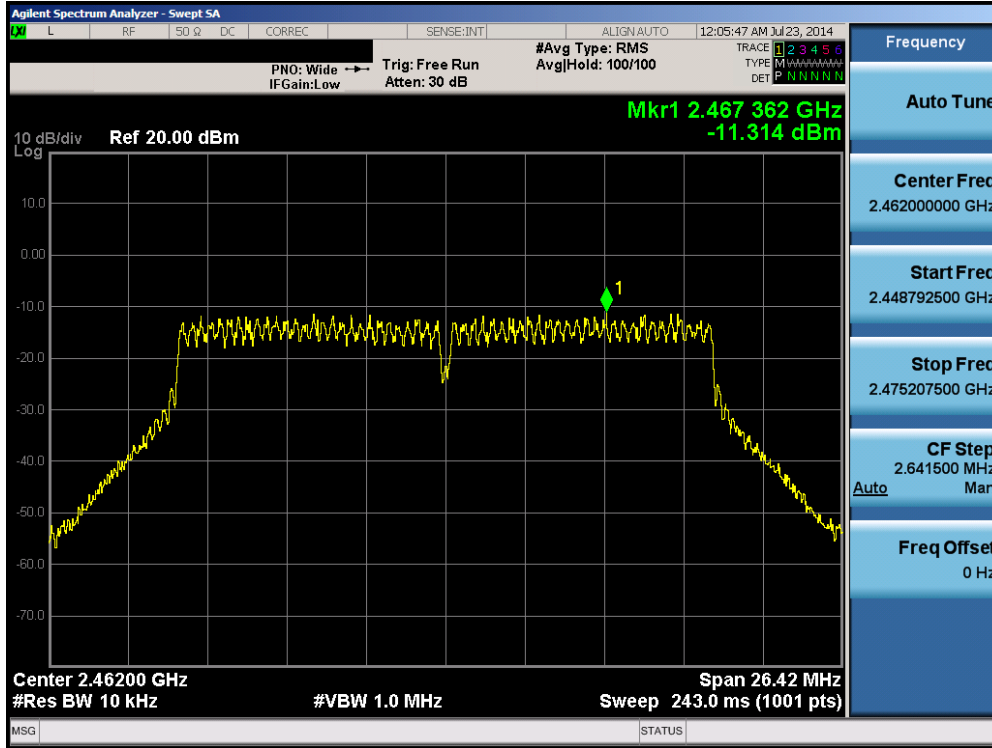 Agilent Spectrum Analyzer - Swept SA
LXI L RF 50 Ω DC CORREC SENSE:INT ALIGN AUTO 12:05:47 AM Jul 23, 2014
PNO: Wide
IFGain:Low
Trig: Free Run
Atten: 30 dB
#Avg Type: RMS
Avg|Hold: 100/100
TRACE 1 2 3 4 5 6
TYPE M WWWWW
DET P N N N N N
Mkr1 2.467 362 GHz
-11.314 dBm
10 dB/div Ref 20.00 dBm
Log
10.0
0.00
-10.0
-20.0
-30.0
-40.0
-50.0
-60.0
-70.0
1
Center 2.46200 GHz Span 26.42 MHz
#Res BW 10 kHz #VBW 1.0 MHz Sweep 243.0 ms (1001 pts)
MSG STATUS
Frequency
Auto Tune
Center Freq
2.462000000 GHz
Start Freq
2.448792500 GHz
Stop Freq
2.475207500 GHz
CF Step
2.641500 MHz
Auto Man
Freq Offset
0 Hz